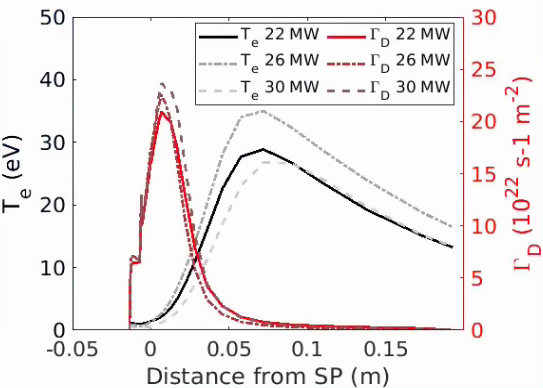 50
40
30
20
10
0
T_e (eV)
T_e 22 MW Γ_D 22 MW
T_e 26 MW Γ_D 26 MW
T_e 30 MW Γ_D 30 MW
30
25
20
15
10
5
0
Γ_D (10^22 s-1 m^-2)
-0.05 0 0.05 0.1 0.15
Distance from SP (m)